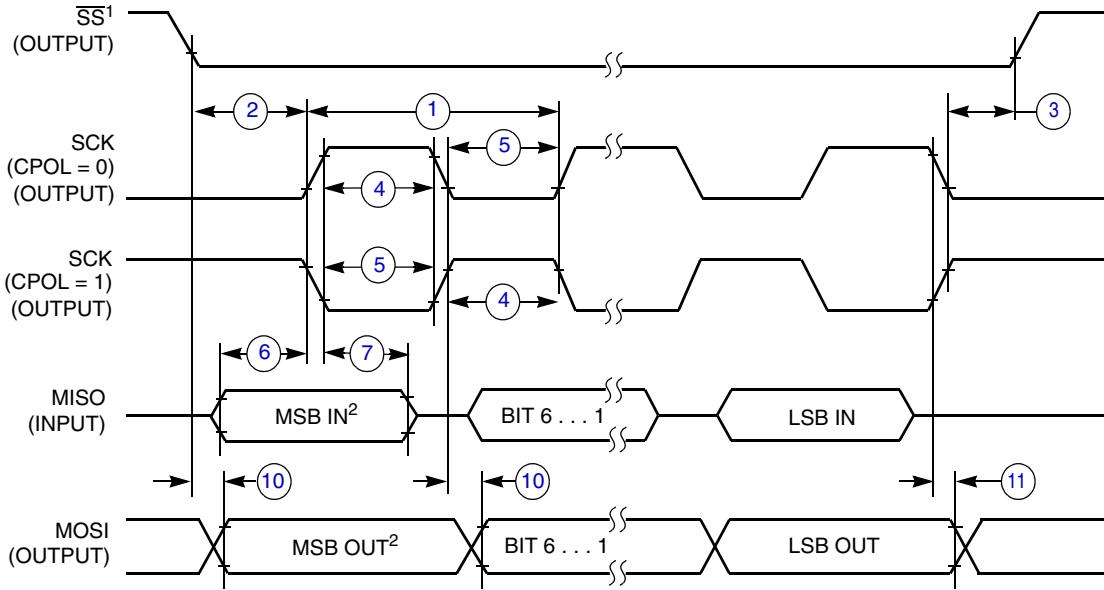 SS¹
(OUTPUT)
2
1
3
SCK
(CPOL = 0)
(OUTPUT)
5
4
SCK
(CPOL = 1)
(OUTPUT)
5
4
6
7
MISO
(INPUT)
MSB IN²
BIT 6 . . . 1
LSB IN
10
10
11
MOSI
(OUTPUT)
MSB OUT²
BIT 6 . . . 1
LSB OUT